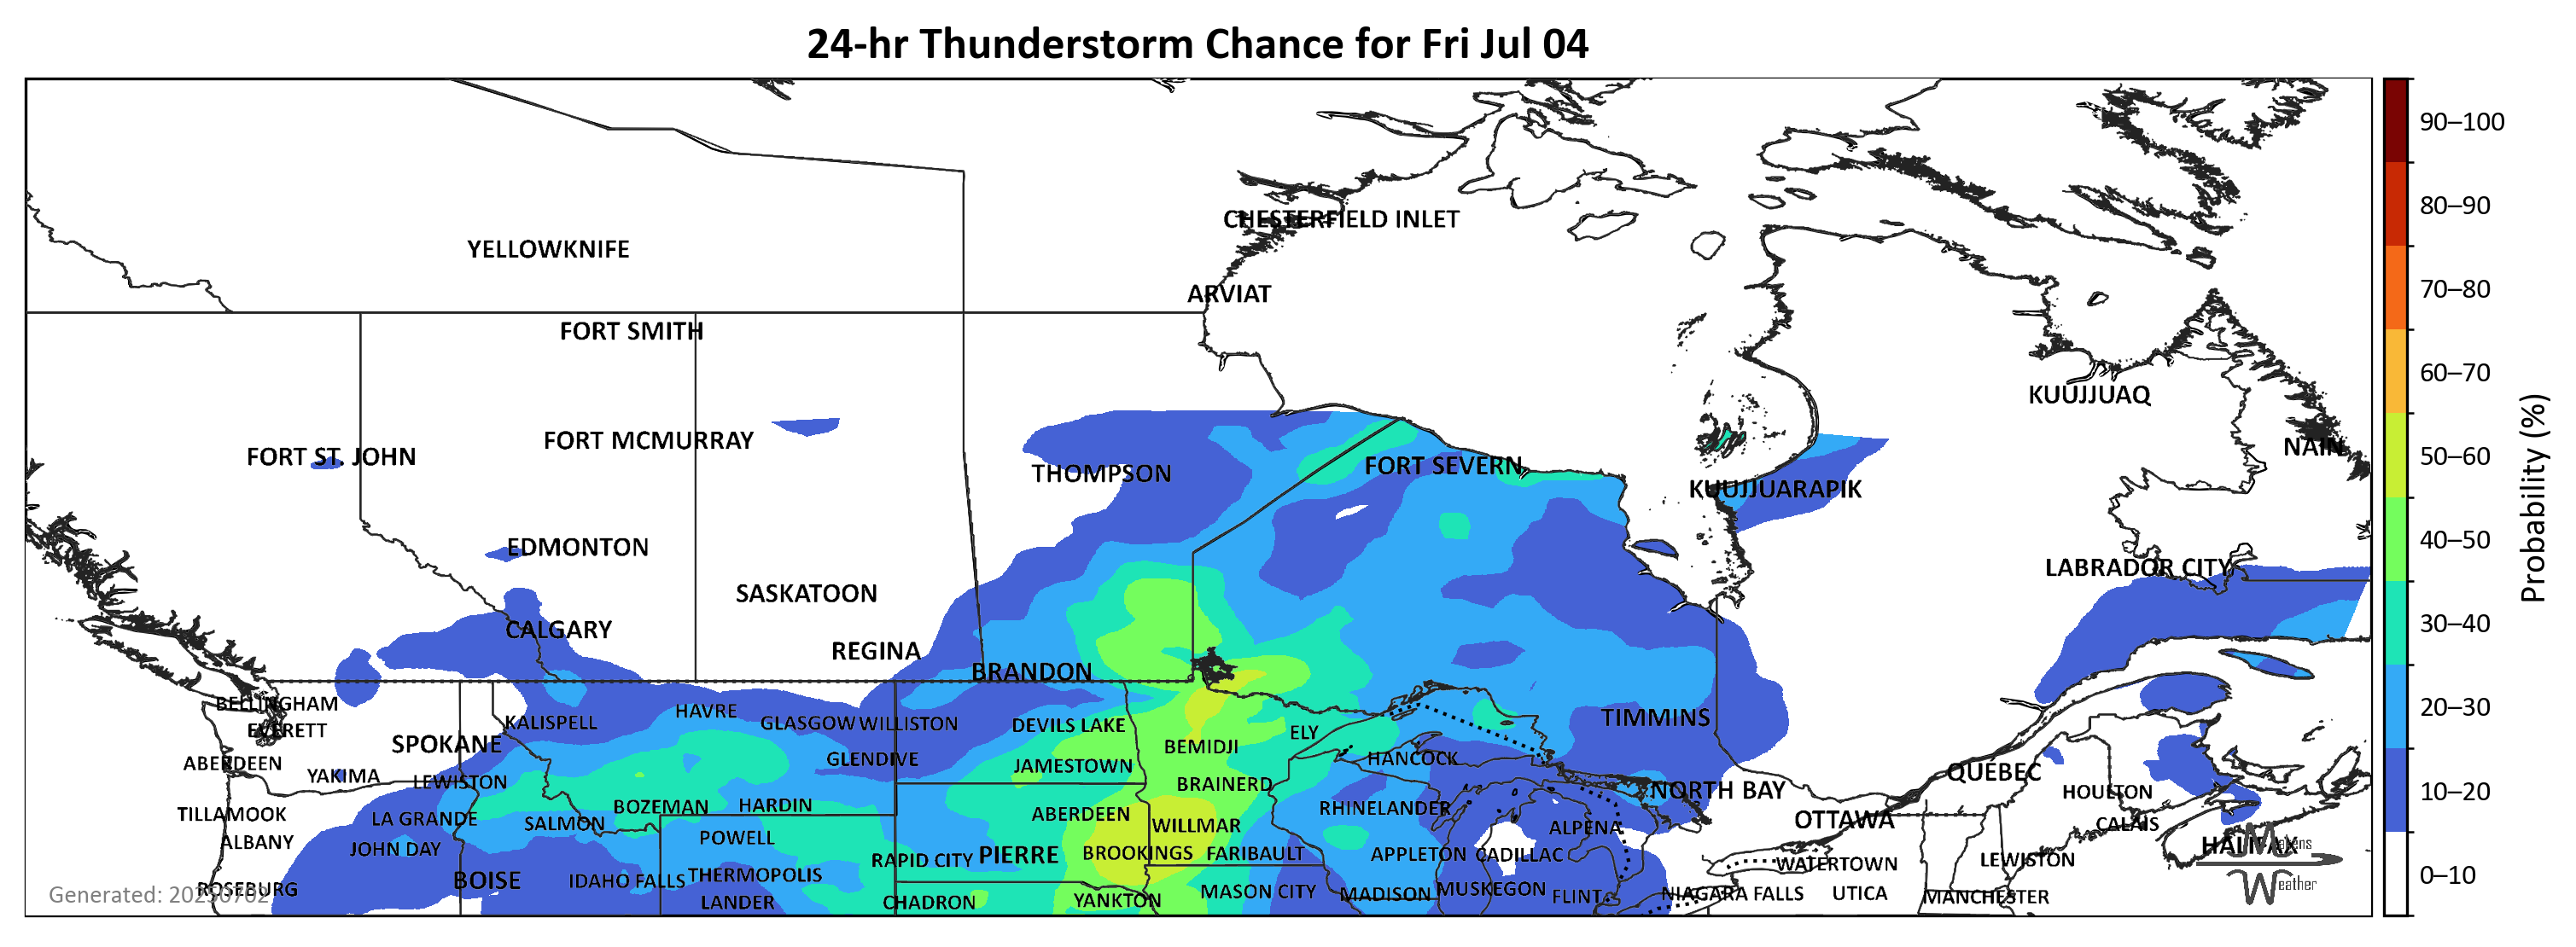 24-hr Thunderstorm Chance for Fri Jul 04
90–100
80–90
CHESTERFIELD INLET
YELLOWKNIFE
70–80
ARVIAT
FORT SMITH
60–70
KUUJJUAQ
FORT MCMURRAY
NAIN
50–60
FORT ST. JOHN
FORT SEVERN
THOMPSON
KUUJJUARAPIK
Probability (%)
40–50
EDMONTON
LABRADOR CITY
SASKATOON
30–40
CALGARY
REGINA
BRANDON
BELLINGHAM
20–30
HAVRE
TIMMINS
KALISPELL
GLASGOW WILLISTON
DEVILS LAKE
EVERETT
ELY
SPOKANE
BEMIDJI
GLENDIVE
HANCOCK
ABERDEEN
JAMESTOWN
QUÉBEC
YAKIMA
LEWISTON
BRAINERD
NORTH BAY
HOULTON
10–20
BOZEMAN
HARDIN
RHINELANDER
TILLAMOOK
ABERDEEN
LA GRANDE
SALMON
WILLMAR
ALPENA
OTTAWA
CALAIS
ALBANY
POWELL
JOHN DAY
RAPID CITY
PIERRE
BROOKINGS
FARIBAULT
APPLETON
CADILLAC
WATERTOWN
LEWISTON
HALIFAX
Matens
Weather
0–10
BOISE
IDAHO FALLS
THERMOPOLIS
ROSEBURG
Generated: 20250702
MASON CITY
MADISON
MUSKEGON
FLINT
NIAGARA FALLS
UTICA
MANCHESTER
LANDER
CHADRON
YANKTON